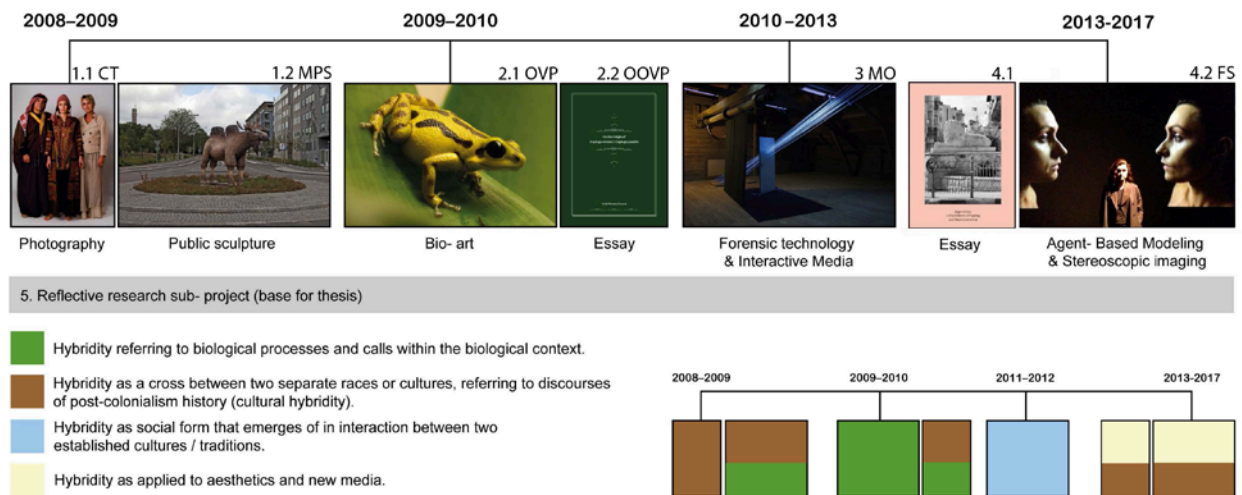 2008–2009
2009–2010
2010–2013
2013-2017
1.1 CT
1.2 MPS
2.1 OVP
2.2 OOVP
3 MO
4.1
4.2 FS
Photography
Public sculpture
Bio- art
Essay
Forensic technology
& Interactive Media
Essay
Agent- Based Modeling
& Stereoscopic imaging
5. Reflective research sub- project (base for thesis)
Hybridity referring to biological processes and calls within the biological context.
Hybridity as a cross between two separate races or cultures, referring to discourses
of post-colonialism history (cultural hybridity).
Hybridity as social form that emerges of in interaction between two
established cultures / traditions.
Hybridity as applied to aesthetics and new media.
2008–2009
2009–2010
2011–2012
2013-2017